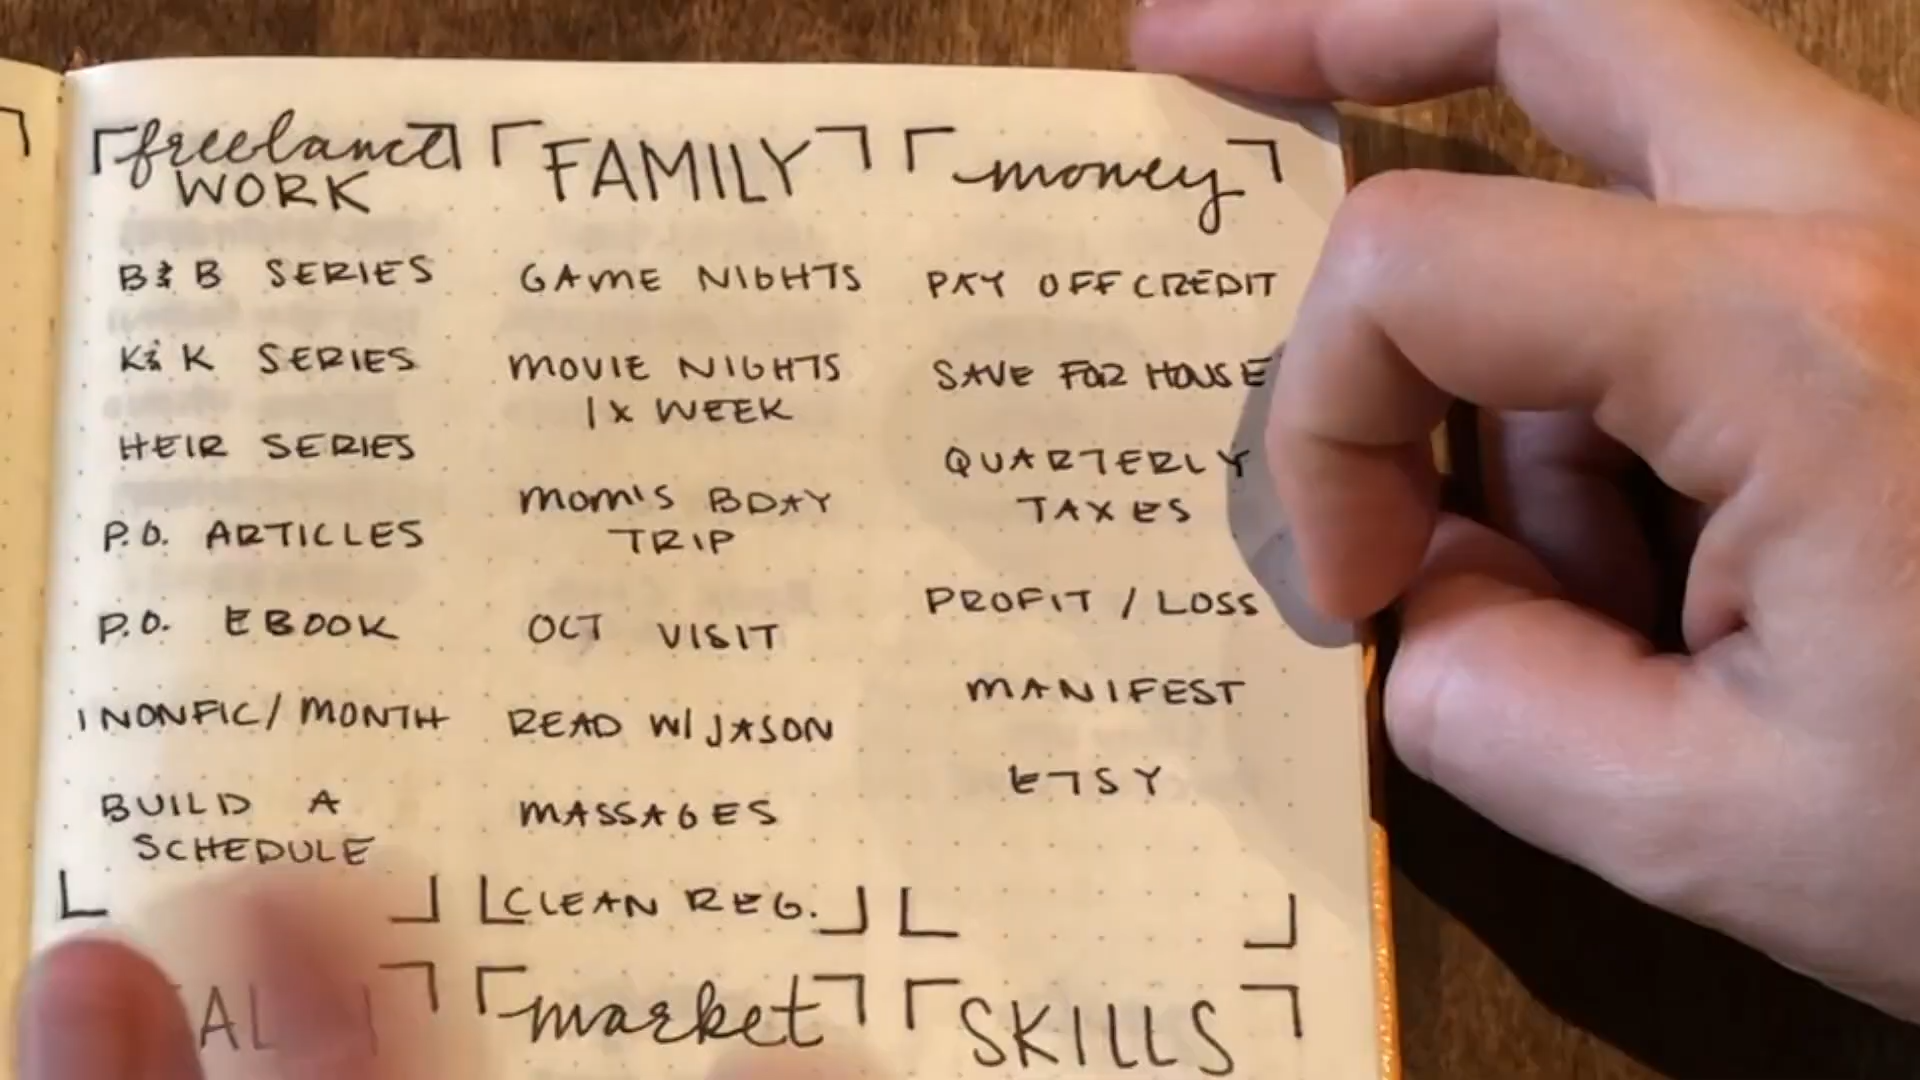 freelance
WORK
B & B SERIES
K & K SERIES
HEIR SERIES
P.O. ARTICLES
P.O. EBOOK
1 NONFIC/MONTH
BUILD A
SCHEDULE
FAMILY
GAME NIGHTS
MOVIE NIGHTS
1 X WEEK
MOM'S BDAY
TRIP
OCT VISIT
READ W/ JASON
MASSAGES
CLEAN REG.
money
PAY OFF CREDIT
SAVE FOR HOUSE
QUARTERLY
TAXES
PROFIT / LOSS
MANIFEST
ETSY
market
SKILLS